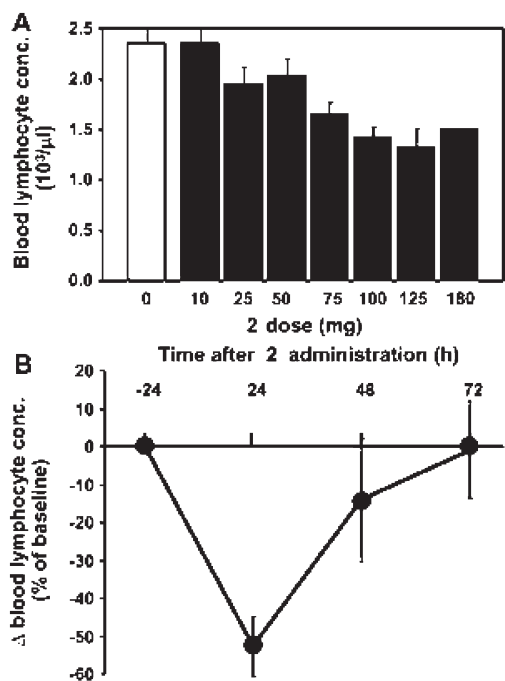 A
Blood lymphocyte conc.
(10³/µl)
2.5
2.0
1.5
1.0
0.5
0.0
0 10 25 50 75 100 125 180
2 dose (mg)
B
Time after 2 administration (h)
-24 24 48 72
Δ blood lymphocyte conc.
(% of baseline)
20
10
0
-10
-20
-30
-40
-50
-60